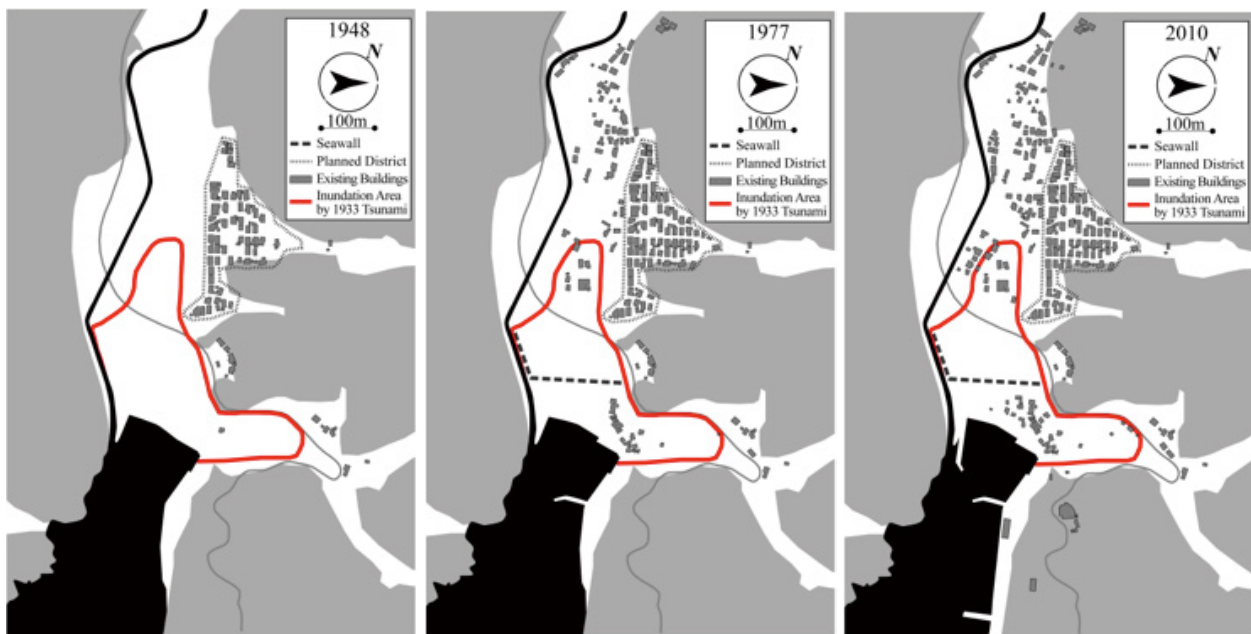 1948
N
100m
Seawall
Planned District
Existing Buildings
Inundation Area
by 1933 Tsunami
1977
N
100m
Seawall
Planned District
Existing Buildings
Inundation Area
by 1933 Tsunami
2010
N
100m
Seawall
Planned District
Existing Buildings
Inundation Area
by 1933 Tsunami